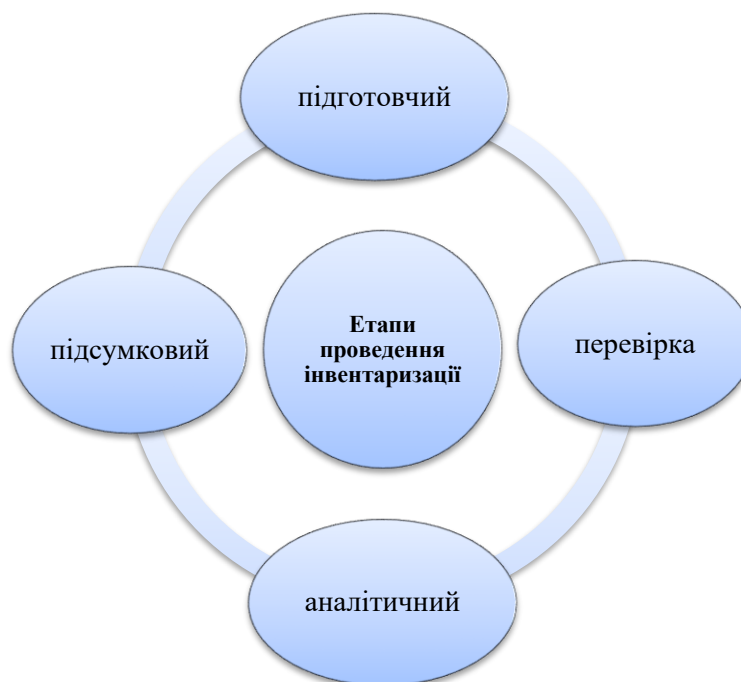 підготовчий
підсумковий
Етапи
проведення
інвентаризації
перевірка
аналітичний